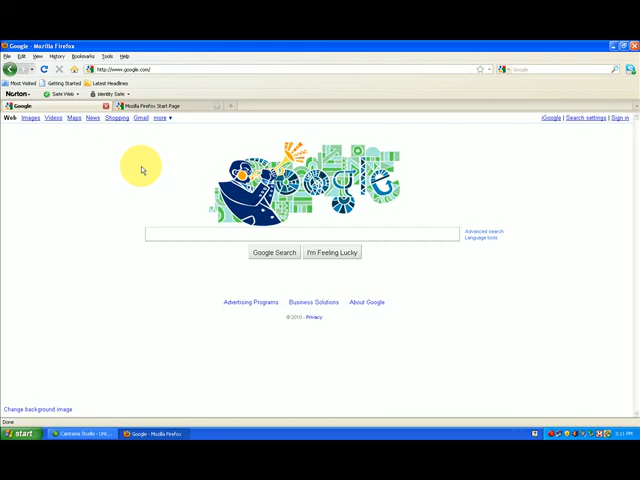 Google - Mozilla Firefox
File Edit View History Bookmarks Tools Help
http://www.google.com/ Google
Most Visited Getting Started Latest Headlines
Norton Safe Web Identity Safe
Google Mozilla Firefox Start Page
Web Images Videos Maps News Shopping Gmail more iGoogle | Search settings | Sign in
Google
Advanced search
Language tools
Google Search I'm Feeling Lucky
Advertising Programs Business Solutions About Google
© 2010 - Privacy
Change background image
Done
start Camtasia Studio - Unt... Google - Mozilla Firefox 3:11 PM